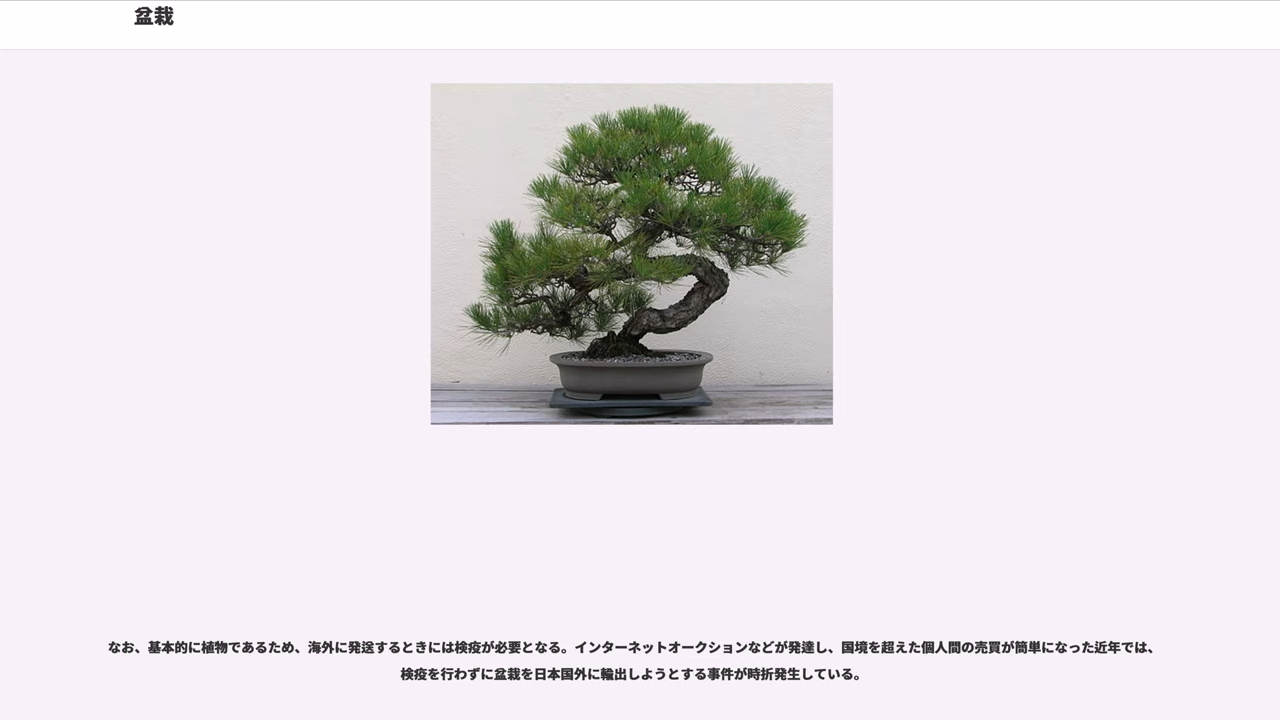 盆栽
なお、基本的に植物であるため、海外に発送するときには検疫が必要となる。インターネットオークションなどが発達し、国境を超えた個人間の売買が簡単になった近年では、
検疫を行わずに盆栽を日本国外に輸出しようとする事件が時折発生している。